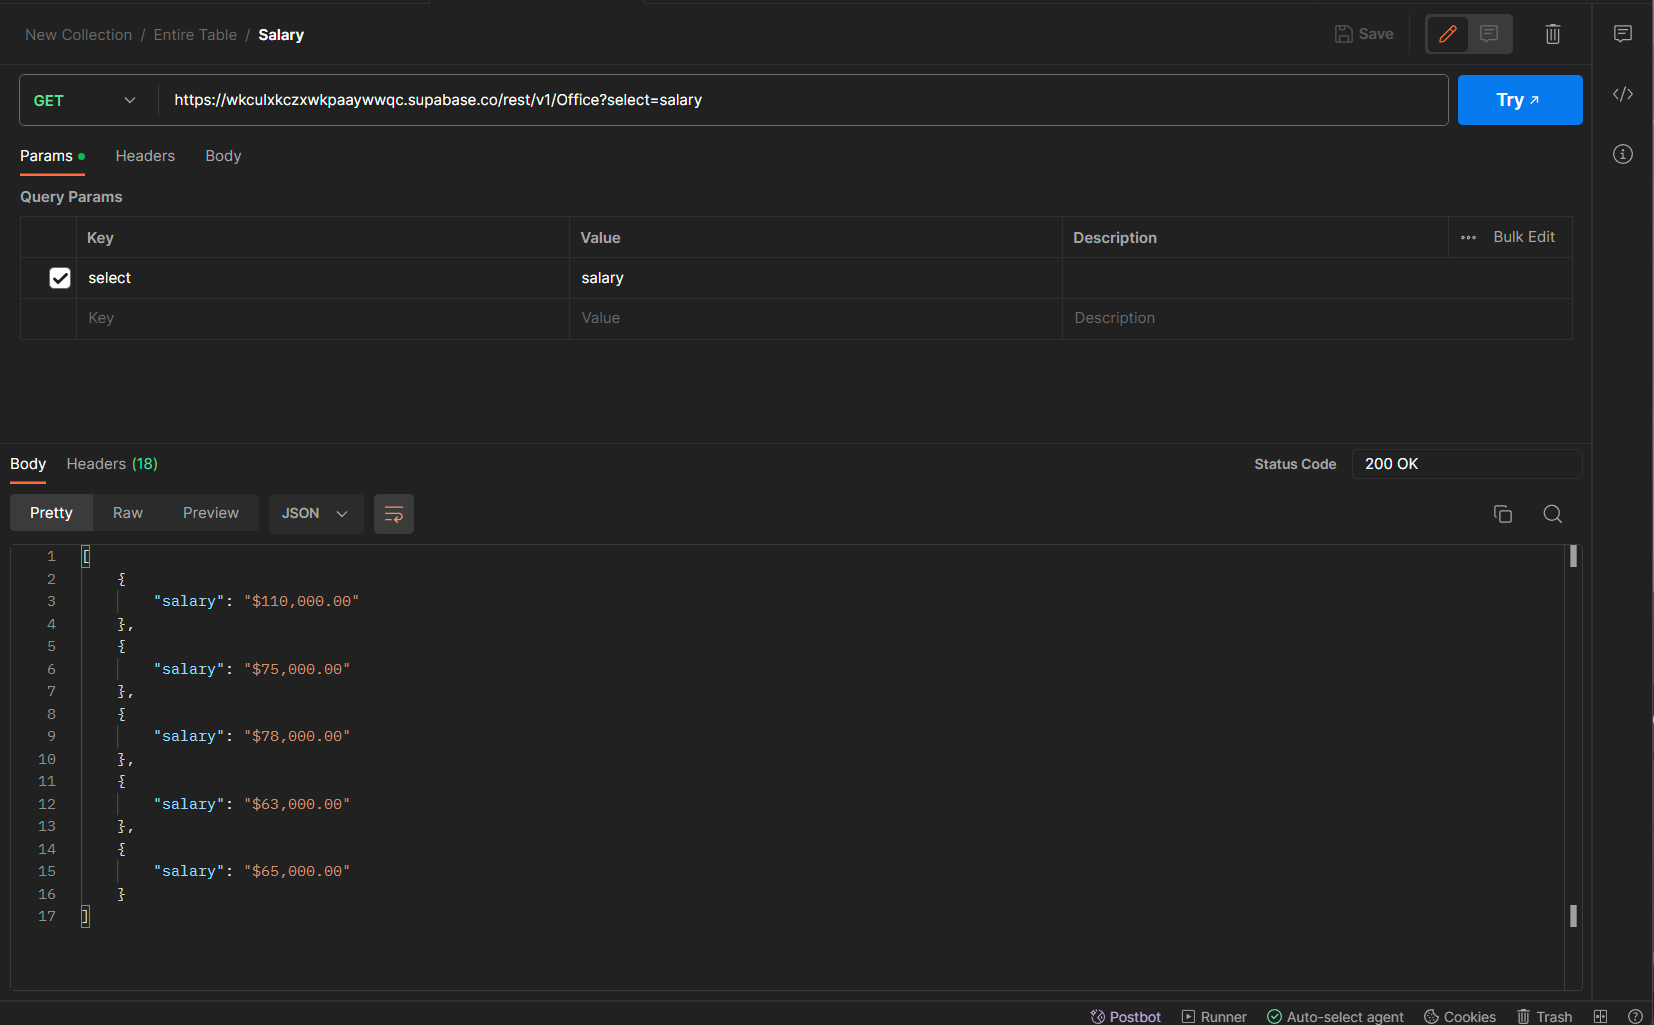 New Collection / Entire Table / Salary
Save
GET
https://wkculxkczxwkpaaywwqc.supabase.co/rest/v1/Office?select=salary
Try ↗
Params Headers Body
Query Params
Key Value Description ••• Bulk Edit
select salary
Key Value Description
Body Headers (18)
Status Code 200 OK
Pretty Raw Preview JSON
1 [
2 {
3 "salary": "$110,000.00"
4 },
5 {
6 "salary": "$75,000.00"
7 },
8 {
9 "salary": "$78,000.00"
10 },
11 {
12 "salary": "$63,000.00"
13 },
14 {
15 "salary": "$65,000.00"
16 }
17 ]
Postbot Runner Auto-select agent Cookies Trash